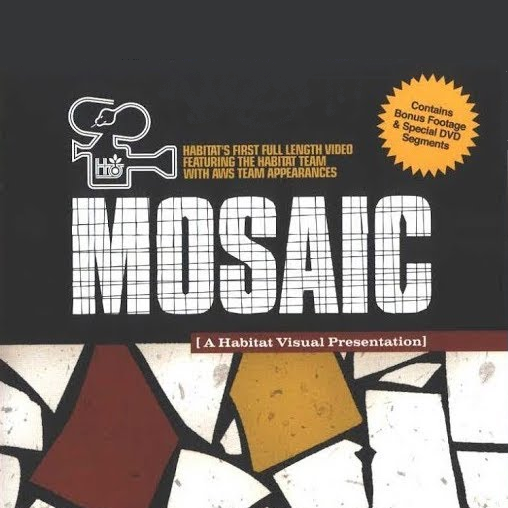 Contains
Bonus Footage
& Special DVD
Segments
HABITAT'S FIRST FULL LENGTH VIDEO
FEATURING THE HABITAT TEAM
WITH AWS TEAM APPEARANCES
MOSAIC
[ A Habitat Visual Presentation]